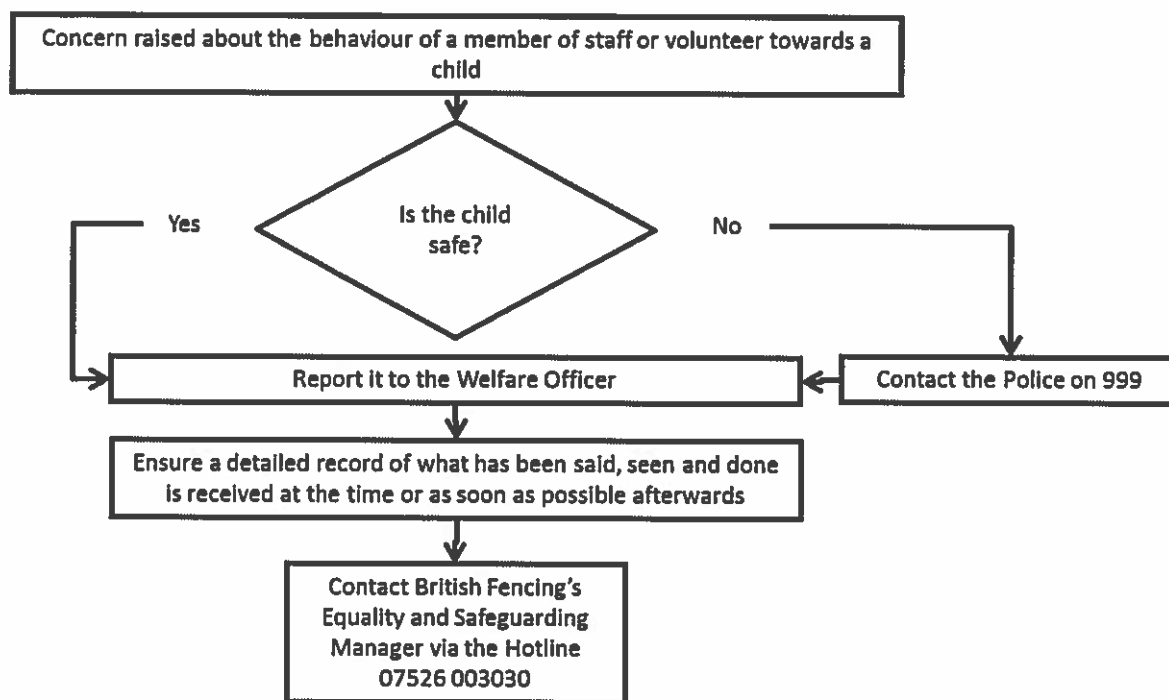 Concern raised about the behaviour of a member of staff or volunteer towards a
child
Is the child
safe?
Yes
No
Report it to the Welfare Officer
Contact the Police on 999
Ensure a detailed record of what has been said, seen and done
is received at the time or as soon as possible afterwards
Contact British Fencing's
Equality and Safeguarding
Manager via the Hotline
07526 003030